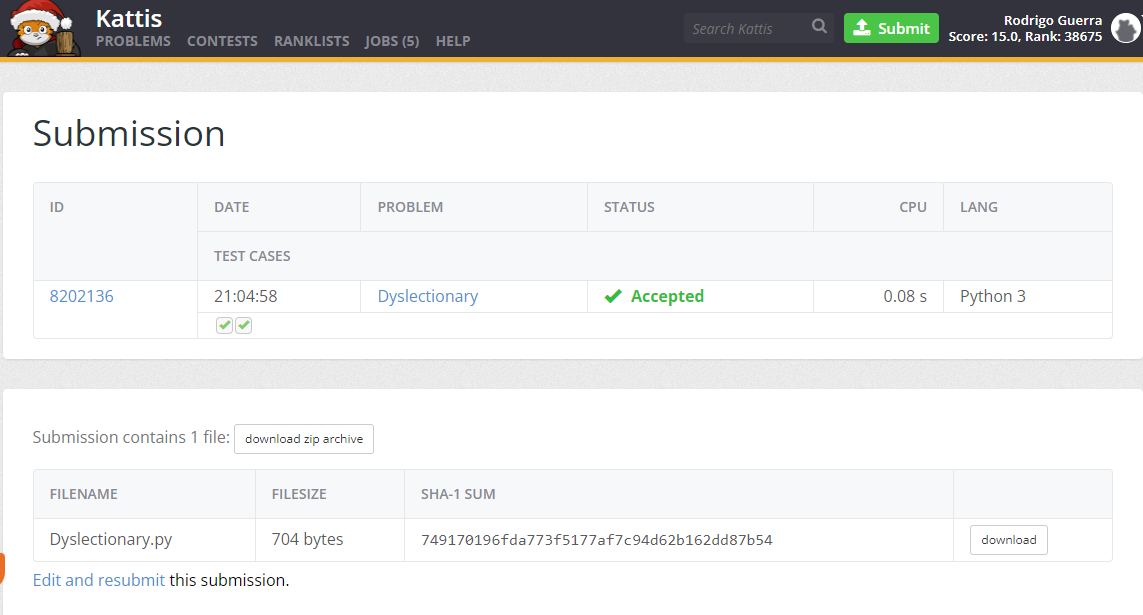 Kattis
PROBLEMS CONTESTS RANKLISTS JOBS (5) HELP
Search Kattis
Submit
Rodrigo Guerra
Score: 15.0, Rank: 38675
Submission
ID DATE PROBLEM STATUS CPU LANG
TEST CASES
8202136 21:04:58 Dyslectionary Accepted 0.08 s Python 3
Submission contains 1 file: download zip archive
FILENAME FILESIZE SHA-1 SUM
Dyslectionary.py 704 bytes 749170196fda773f5177af7c94d62b162dd87b54 download
Edit and resubmit this submission.